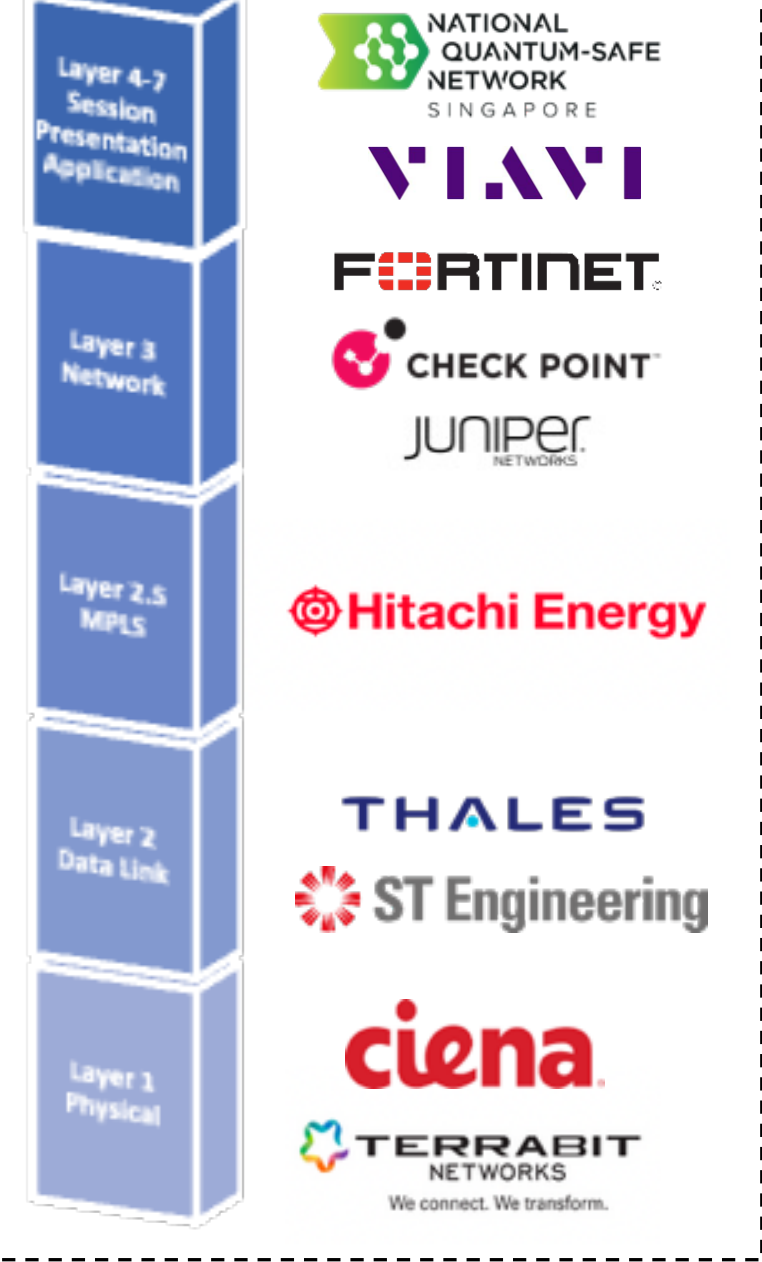 Layer 4-7
Session
Presentation
Application
NATIONAL
QUANTUM-SAFE
NETWORK
SINGAPORE
VIAVI
FORTINET
Layer 3
Network
CHECK POINT™
JUNIPER
NETWORKS
Layer 2.5
MPLS
Hitachi Energy
Layer 2
Data Link
THALES
ST Engineering
Layer 1
Physical
ciena
TERRABIT
NETWORKS
We connect. We transform.